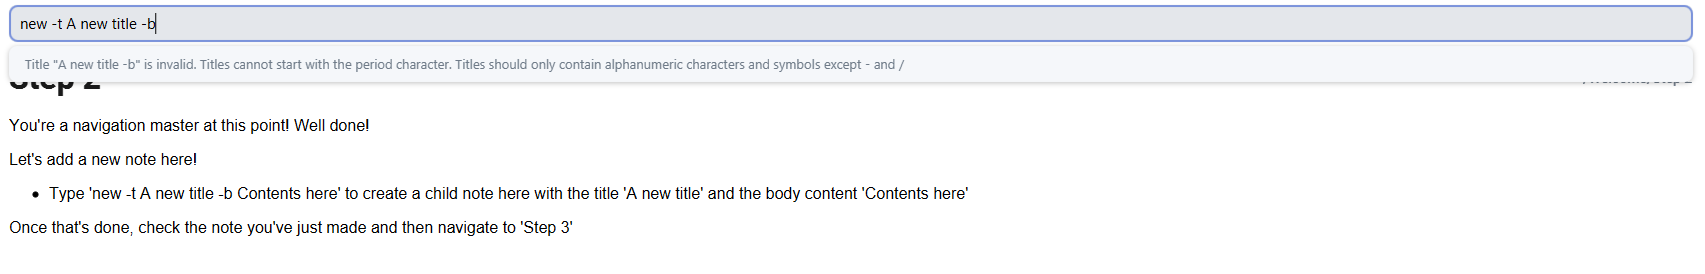 new -t A new title -b
Title "A new title -b" is invalid. Titles cannot start with the period character. Titles should only contain alphanumeric characters and symbols except - and /
Step 2
You're a navigation master at this point! Well done!
Let's add a new note here!
• Type 'new -t A new title -b Contents here' to create a child note here with the title 'A new title' and the body content 'Contents here'
Once that's done, check the note you've just made and then navigate to 'Step 3'